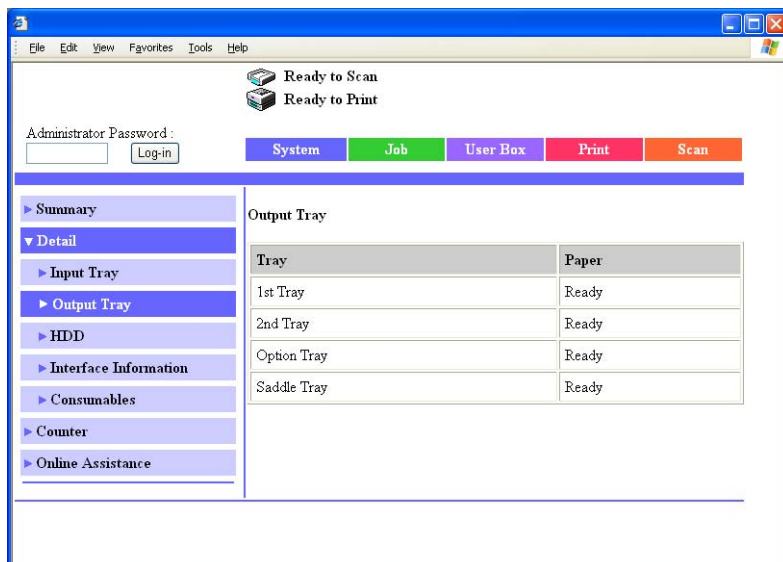 File Edit View Favorites Tools Help
Ready to Scan
Ready to Print
Administrator Password :
Log-in
System Job User Box Print Scan
Summary
Detail
Input Tray
Output Tray
HDD
Interface Information
Consumables
Counter
Online Assistance
Output Tray
Tray Paper
1st Tray Ready
2nd Tray Ready
Option Tray Ready
Saddle Tray Ready